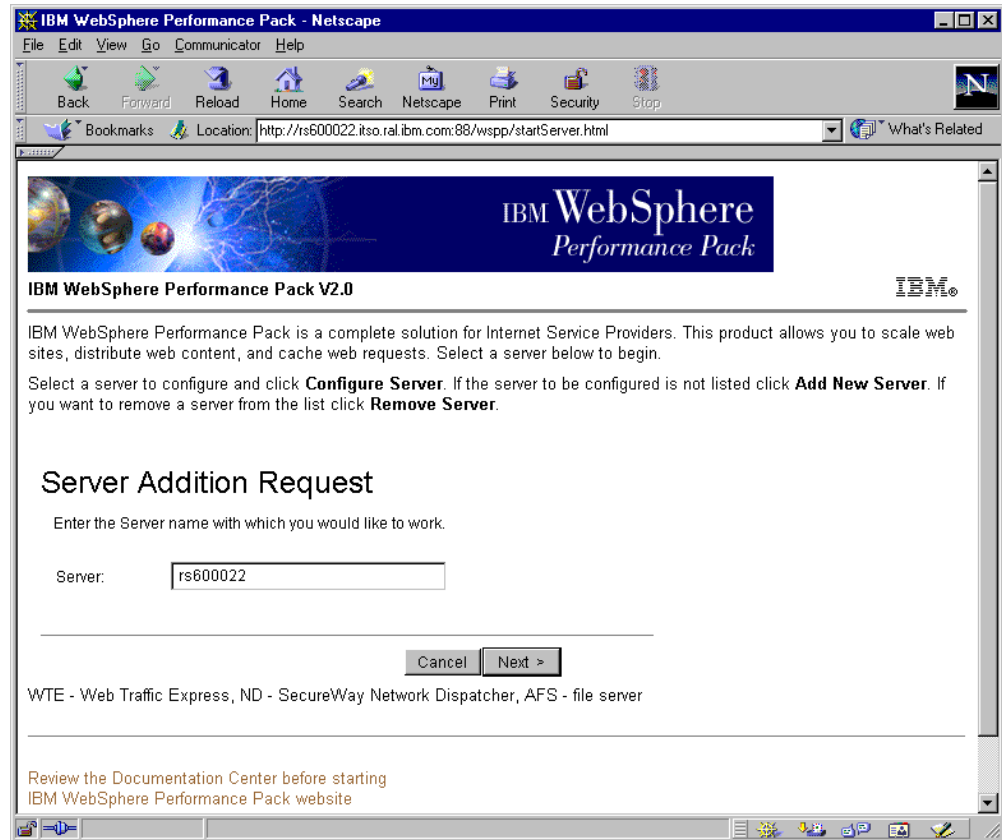 IBM WebSphere Performance Pack - Netscape
File Edit View Go Communicator Help
My
N
Back Forward Reload Home Search Netscape Print Security Stop
Bookmarks Location: http://rs600022.itso.ral.ibm.com:88/wspp/startServer.html What's Related
IBM WebSphere
Performance Pack
IBM WebSphere Performance Pack V2.0
IBM®
IBM WebSphere Performance Pack is a complete solution for Internet Service Providers. This product allows you to scale web
sites, distribute web content, and cache web requests. Select a server below to begin.
Select a server to configure and click Configure Server. If the server to be configured is not listed click Add New Server. If
you want to remove a server from the list click Remove Server.
Server Addition Request
Enter the Server name with which you would like to work.
Server: rs600022
Cancel Next >
WTE - Web Traffic Express, ND - SecureWay Network Dispatcher, AFS - file server
Review the Documentation Center before starting
IBM WebSphere Performance Pack website